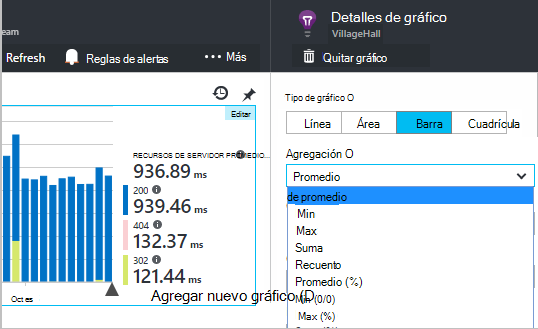 eam
Refresh
Reglas de alertas
Más
Editar
RECURSOS DE SERVIDOR PROMEDIO...
936.89 ms
200
939.46 ms
404
132.37 ms
302
121.44 ms
Oct es
Agregar nuevo gráfico (D
Detalles de gráfico
VillageHall
Quitar gráfico
Tipo de gráfico O
Línea
Área
Barra
Cuadrícula
Agregación O
Promedio
de promedio
Min
Max
Suma
Recuento
Promedio (%)
Min (0/0)
Max (%)